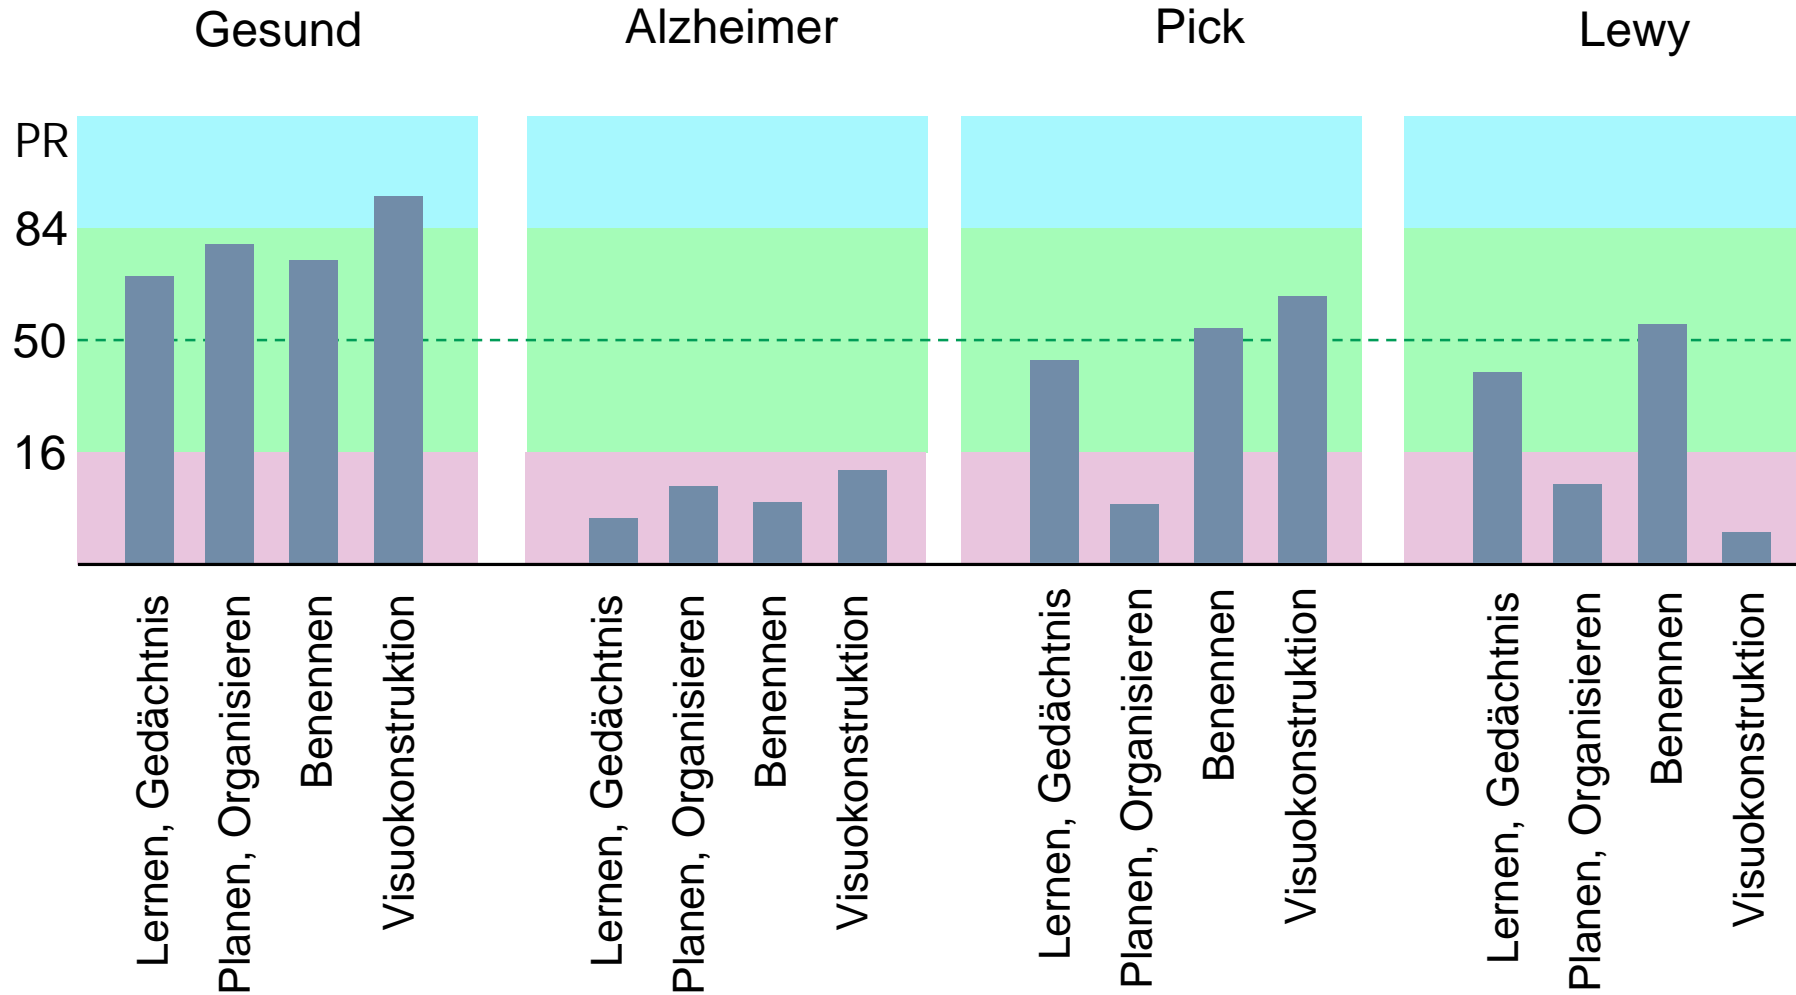 Gesund
Alzheimer
Pick
Lewy
PR
84
50
16
Lernen, Gedächtnis
Planen, Organisieren
Benennen
Visuokonstruktion
Lernen, Gedächtnis
Planen, Organisieren
Benennen
Visuokonstruktion
Lernen, Gedächtnis
Planen, Organisieren
Benennen
Visuokonstruktion
Lernen, Gedächtnis
Planen, Organisieren
Benennen
Visuokonstruktion